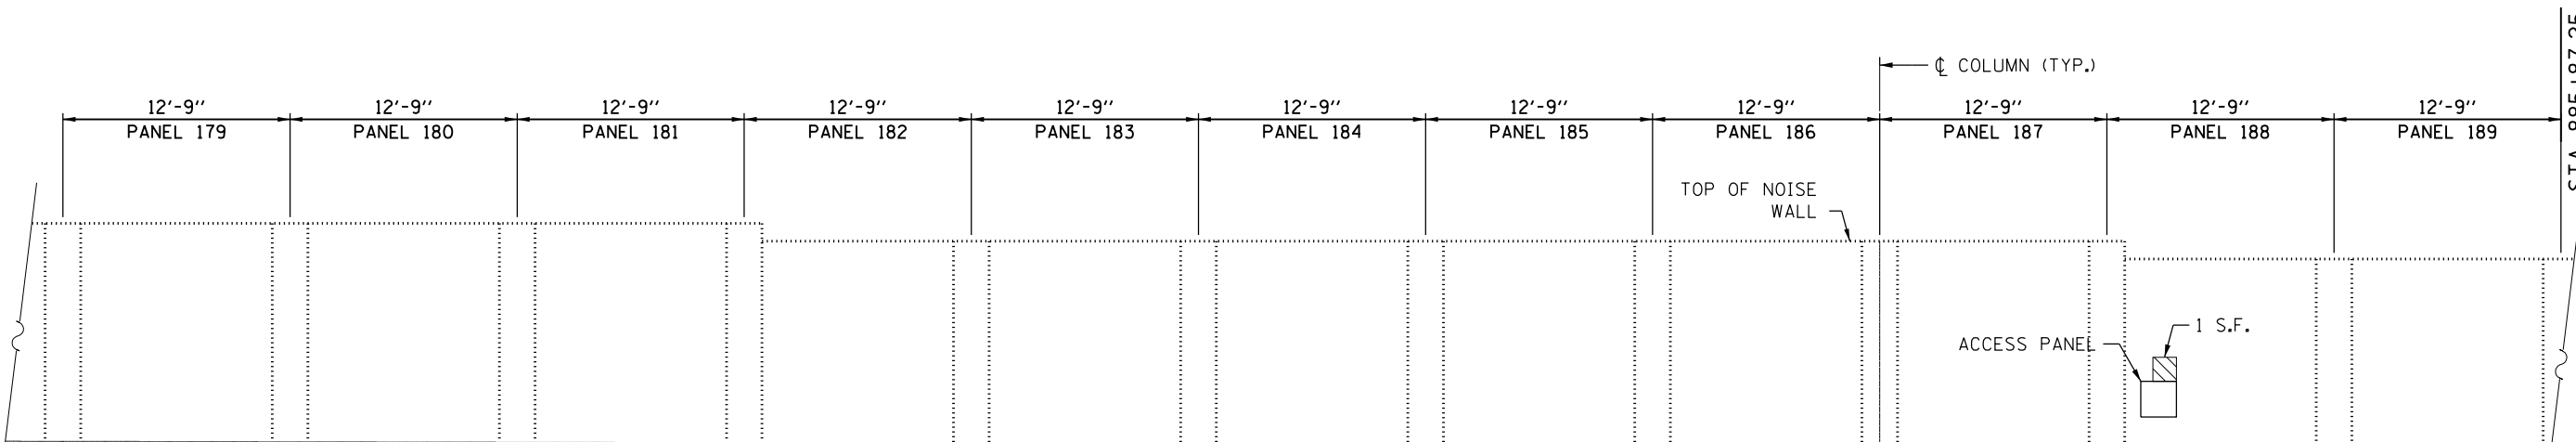 ℄ COLUMN (TYP.)
12'-9'' 12'-9'' 12'-9'' 12'-9'' 12'-9'' 12'-9'' 12'-9'' 12'-9'' 12'-9'' 12'-9'' 12'-9''
PANEL 179 PANEL 180 PANEL 181 PANEL 182 PANEL 183 PANEL 184 PANEL 185 PANEL 186 PANEL 187 PANEL 188 PANEL 189
TOP OF NOISE
WALL
1 S.F.
ACCESS PANEL